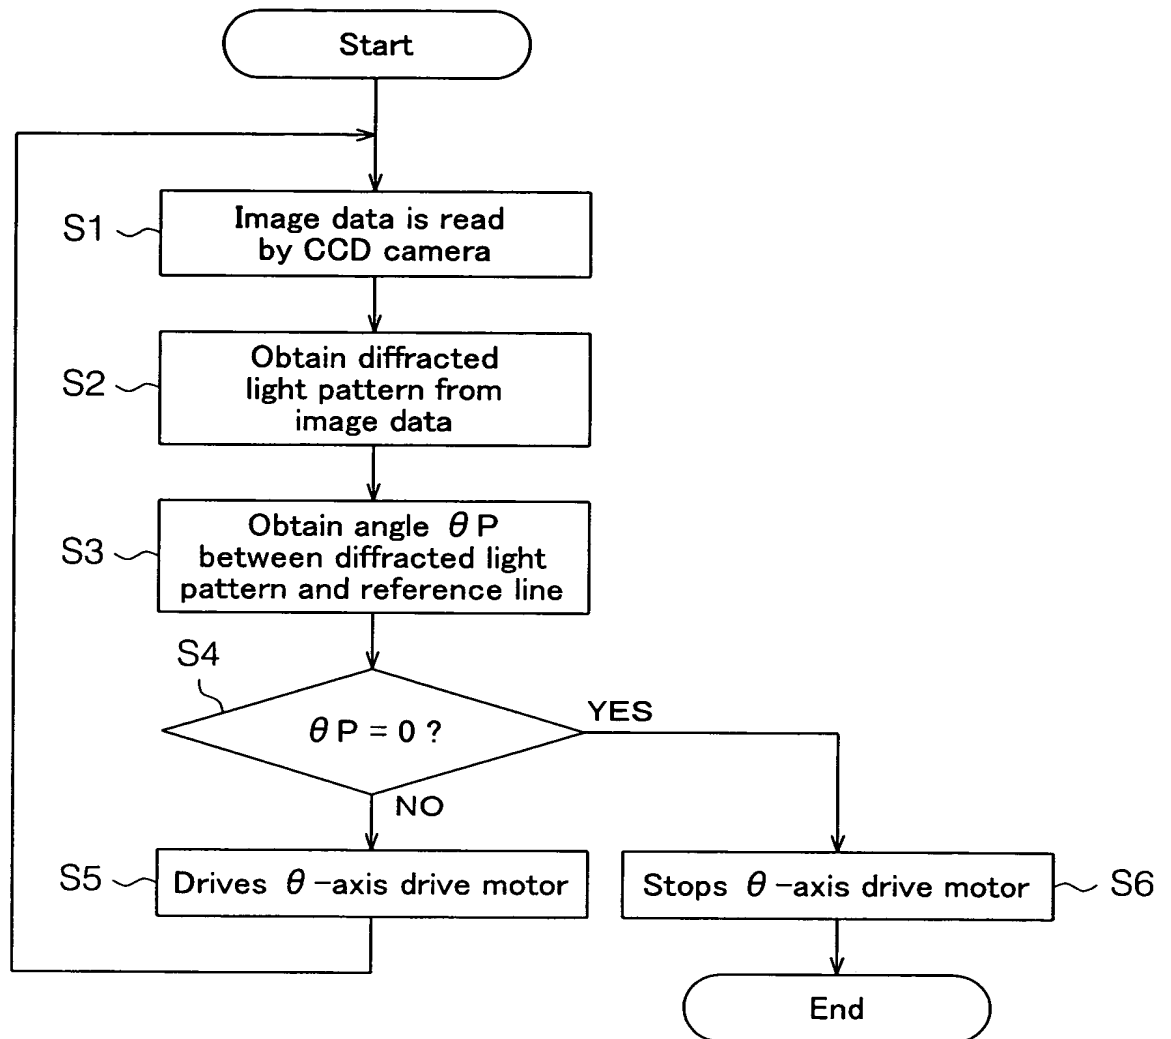 Start
S1
Image data is read
by CCD camera
S2
Obtain diffracted
light pattern from
image data
S3
Obtain angle θP
between diffracted light
pattern and reference line
S4
θP = 0 ?
YES
NO
S5
Drives θ-axis drive motor
Stops θ-axis drive motor
S6
End